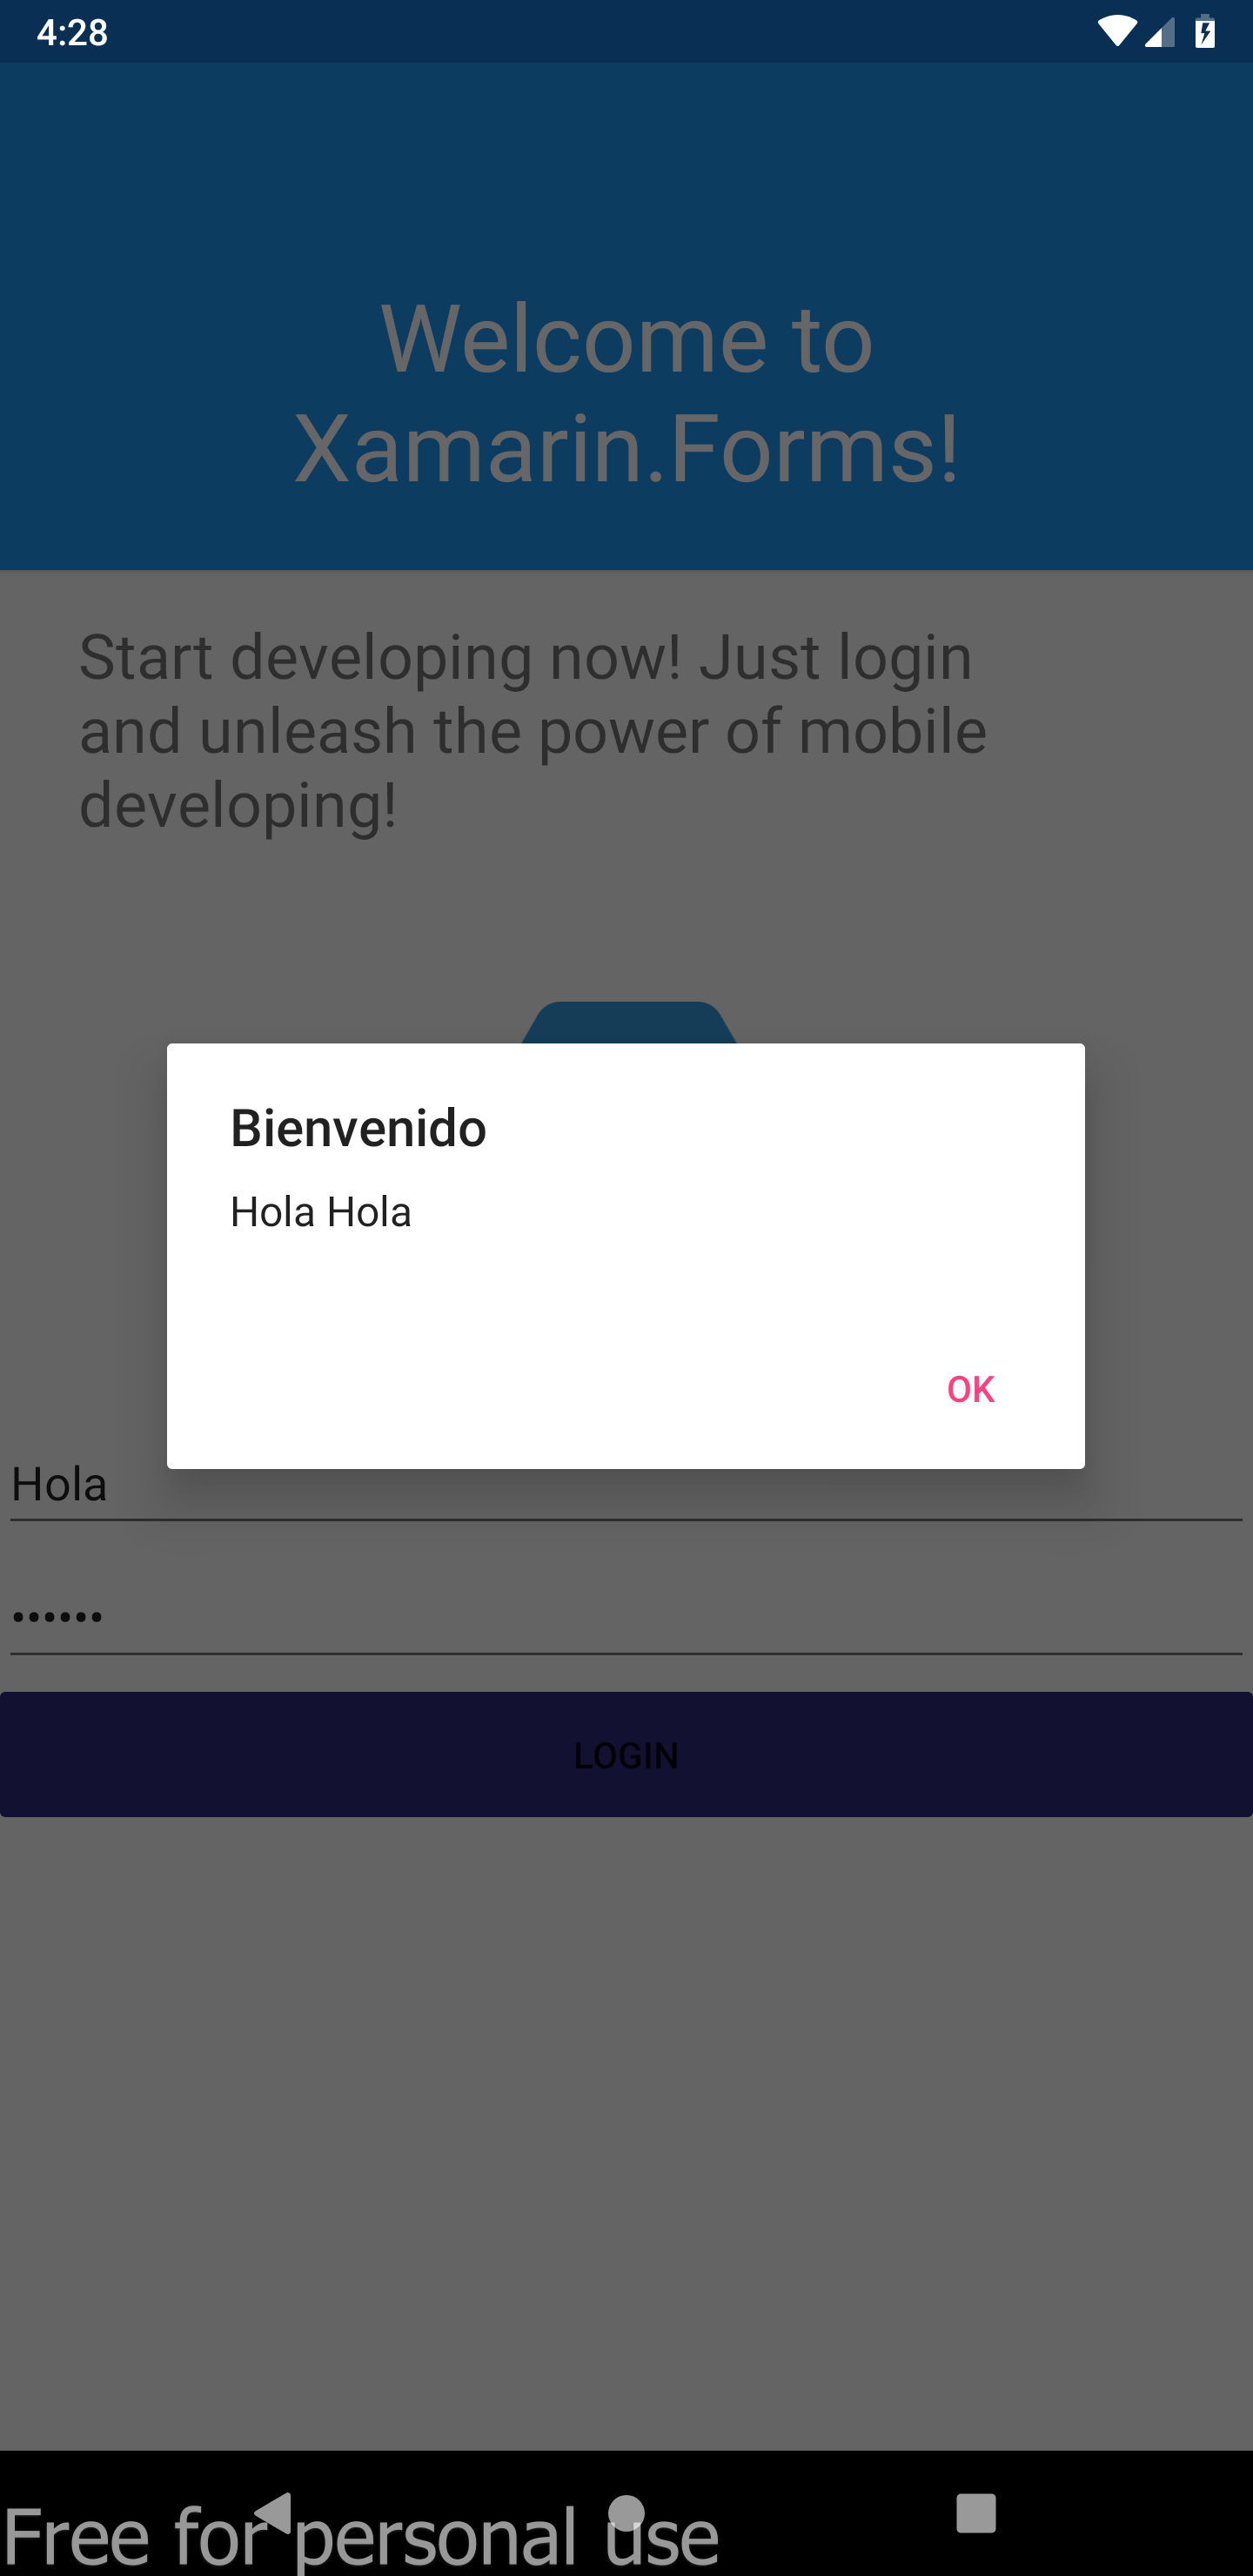 4:28
Welcome to
Xamarin.Forms!
Start developing now! Just login
and unleash the power of mobile
developing!
Bienvenido
Hola Hola
OK
Hola
••••••
LOGIN
Free for personal use